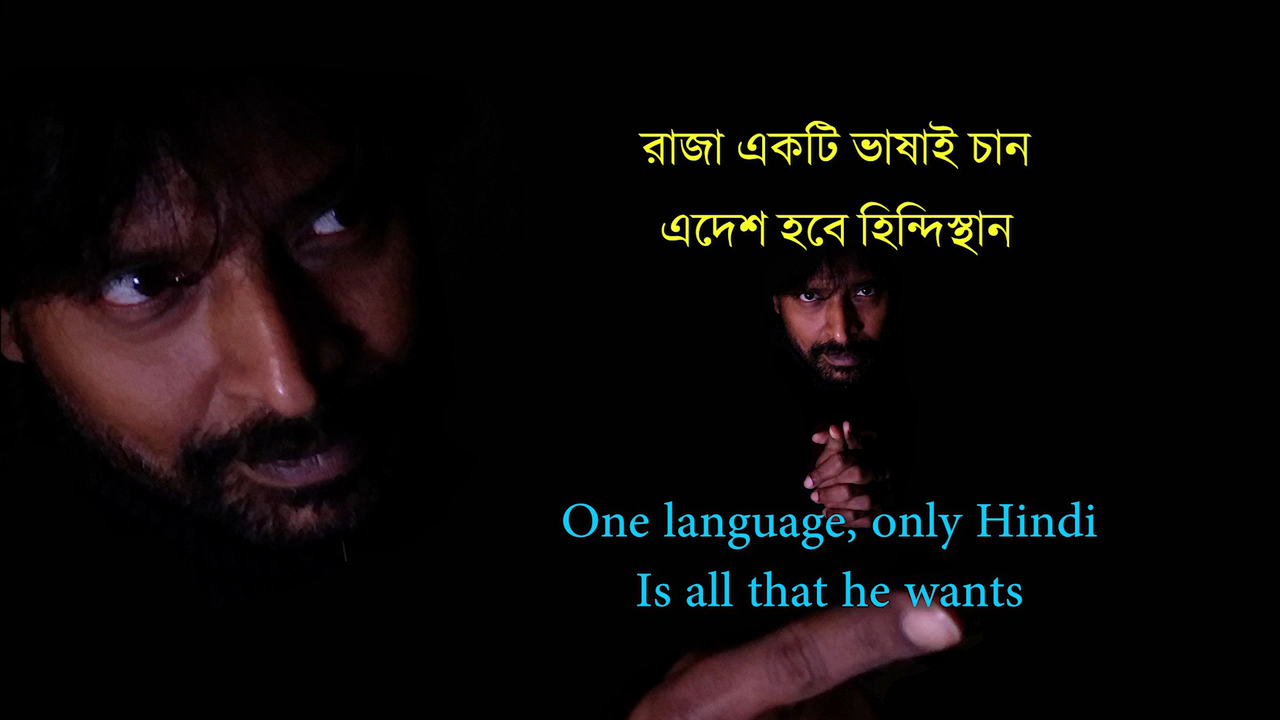 রাজা একটি ভাষাই চান
এদেশ হবে হিন্দিস্থান
One language, only Hindi
Is all that he wants